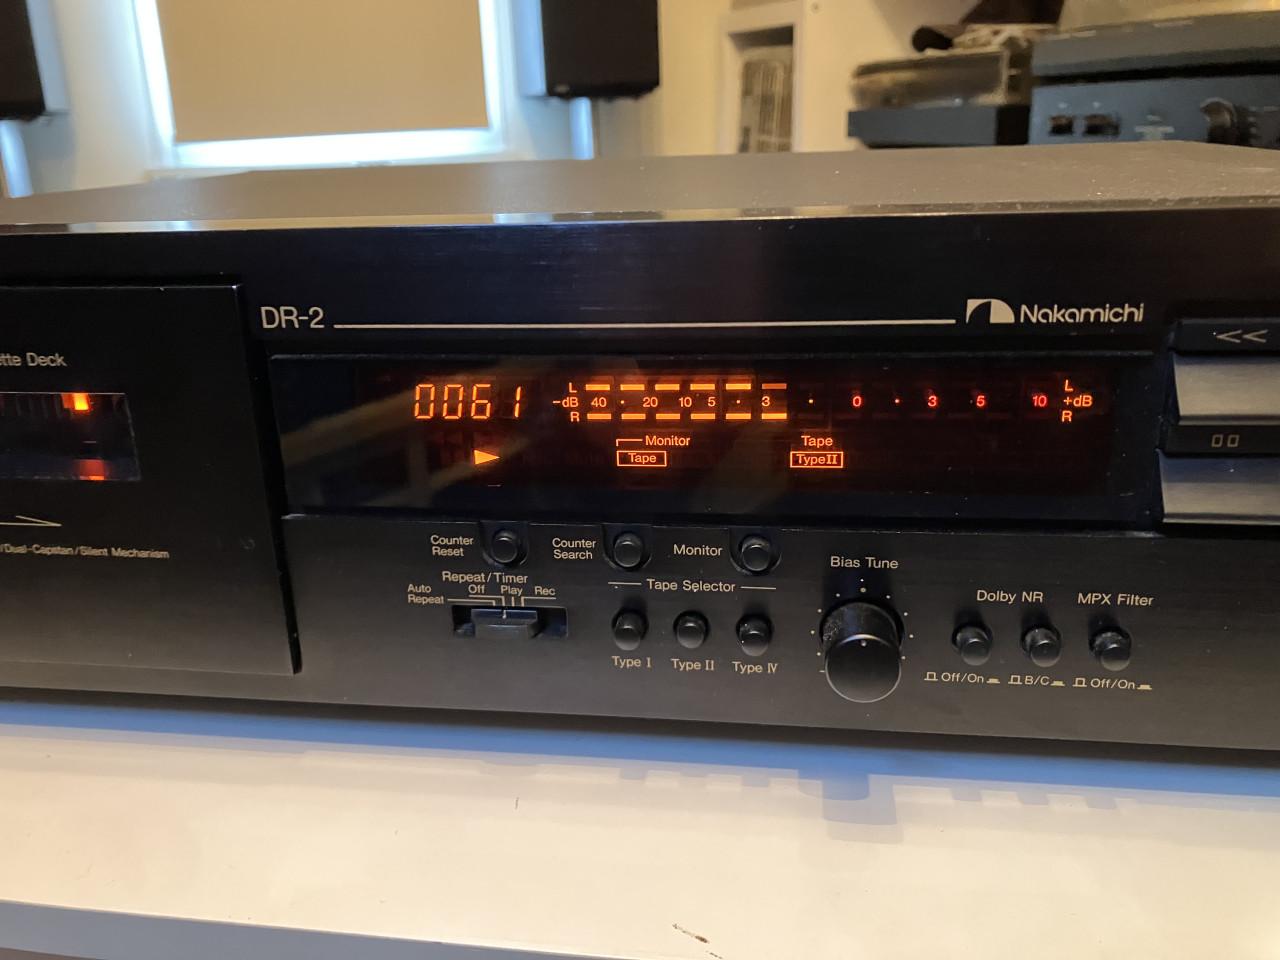 DR-2
Nakamichi
tte Deck
<<
0061
L
-dB 40 · 20 10 5 · 3 · 0 · 3 5 10 +dB
R
L
R
Monitor
Tape
Tape
Type II
/Dual-Capstan/Silent Mechanism
Counter
Reset
Counter
Search
Monitor
Bias Tune
Repeat/Timer
Auto
Repeat
Off Play Rec
Tape Selector
Type I Type II Type IV
Dolby NR
MPX Filter
Off/On B/C Off/On